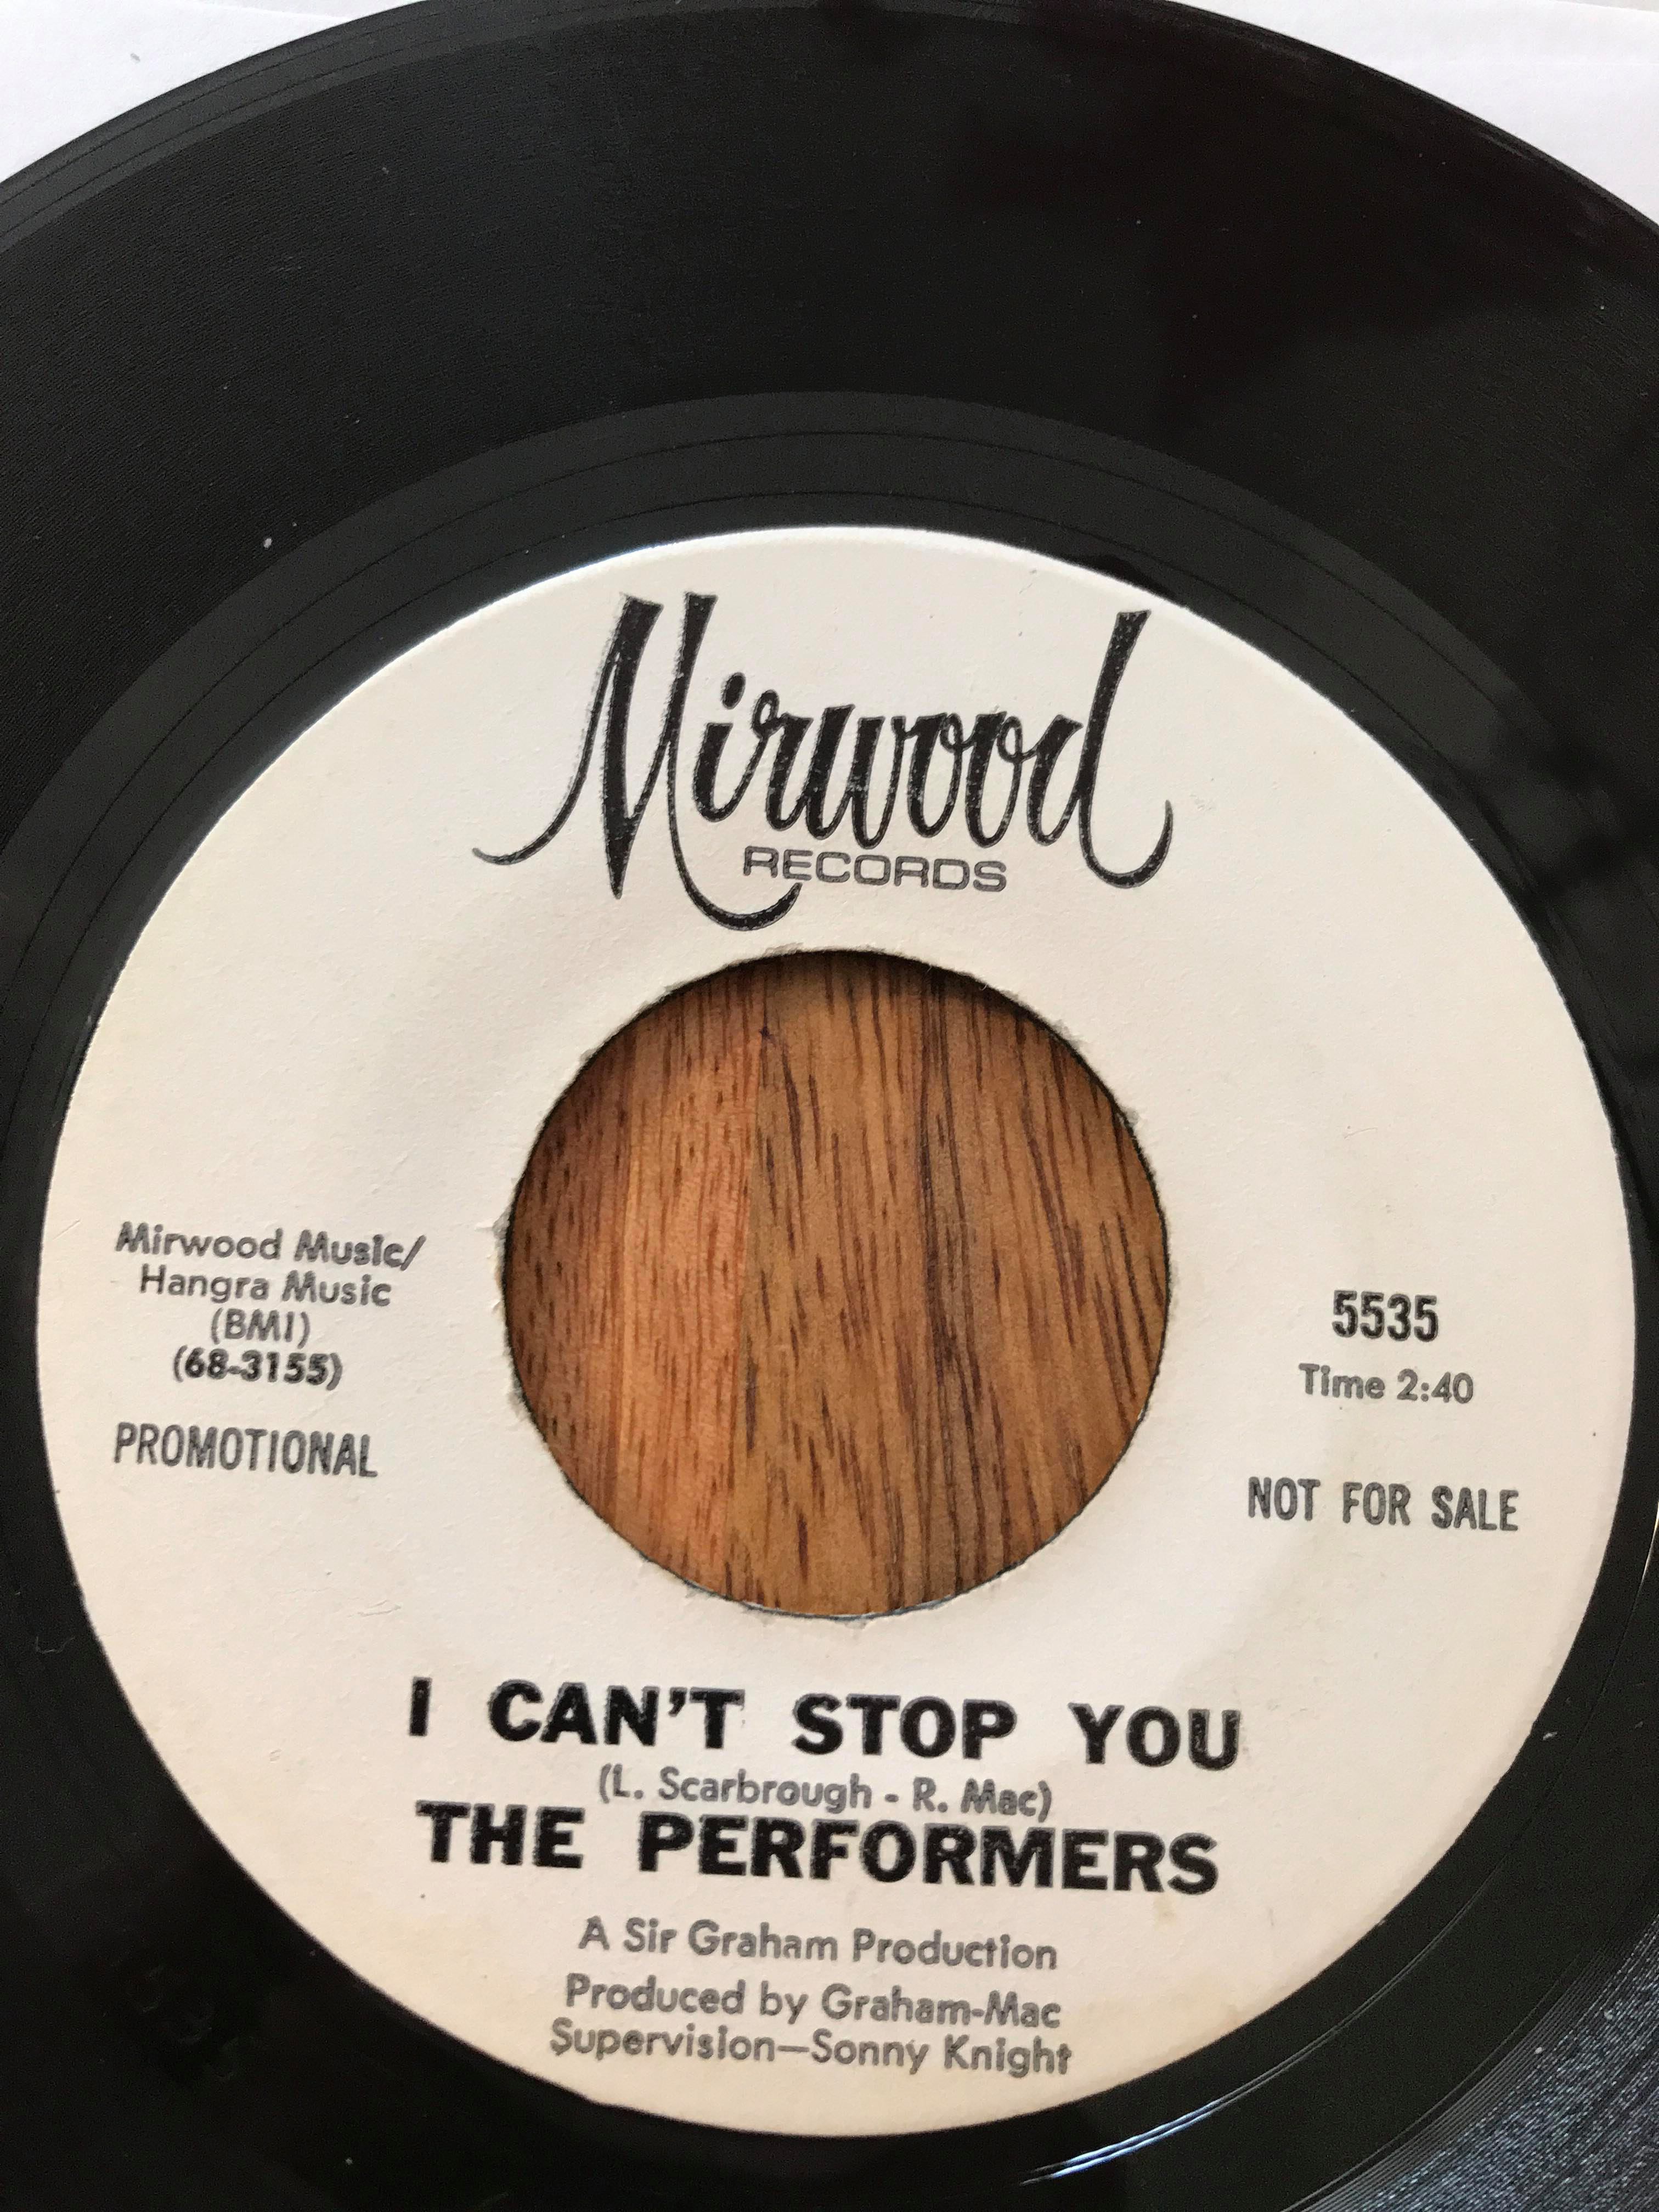 Mirwood
RECORDS
Mirwood Music/
Hangra Music
(BMI)
(68-3155)
PROMOTIONAL
5535
Time 2:40
NOT FOR SALE
I CAN'T STOP YOU
(L. Scarbrough - R. Mac)
THE PERFORMERS
A Sir Graham Production
Produced by Graham-Mac
Supervision—Sonny Knight